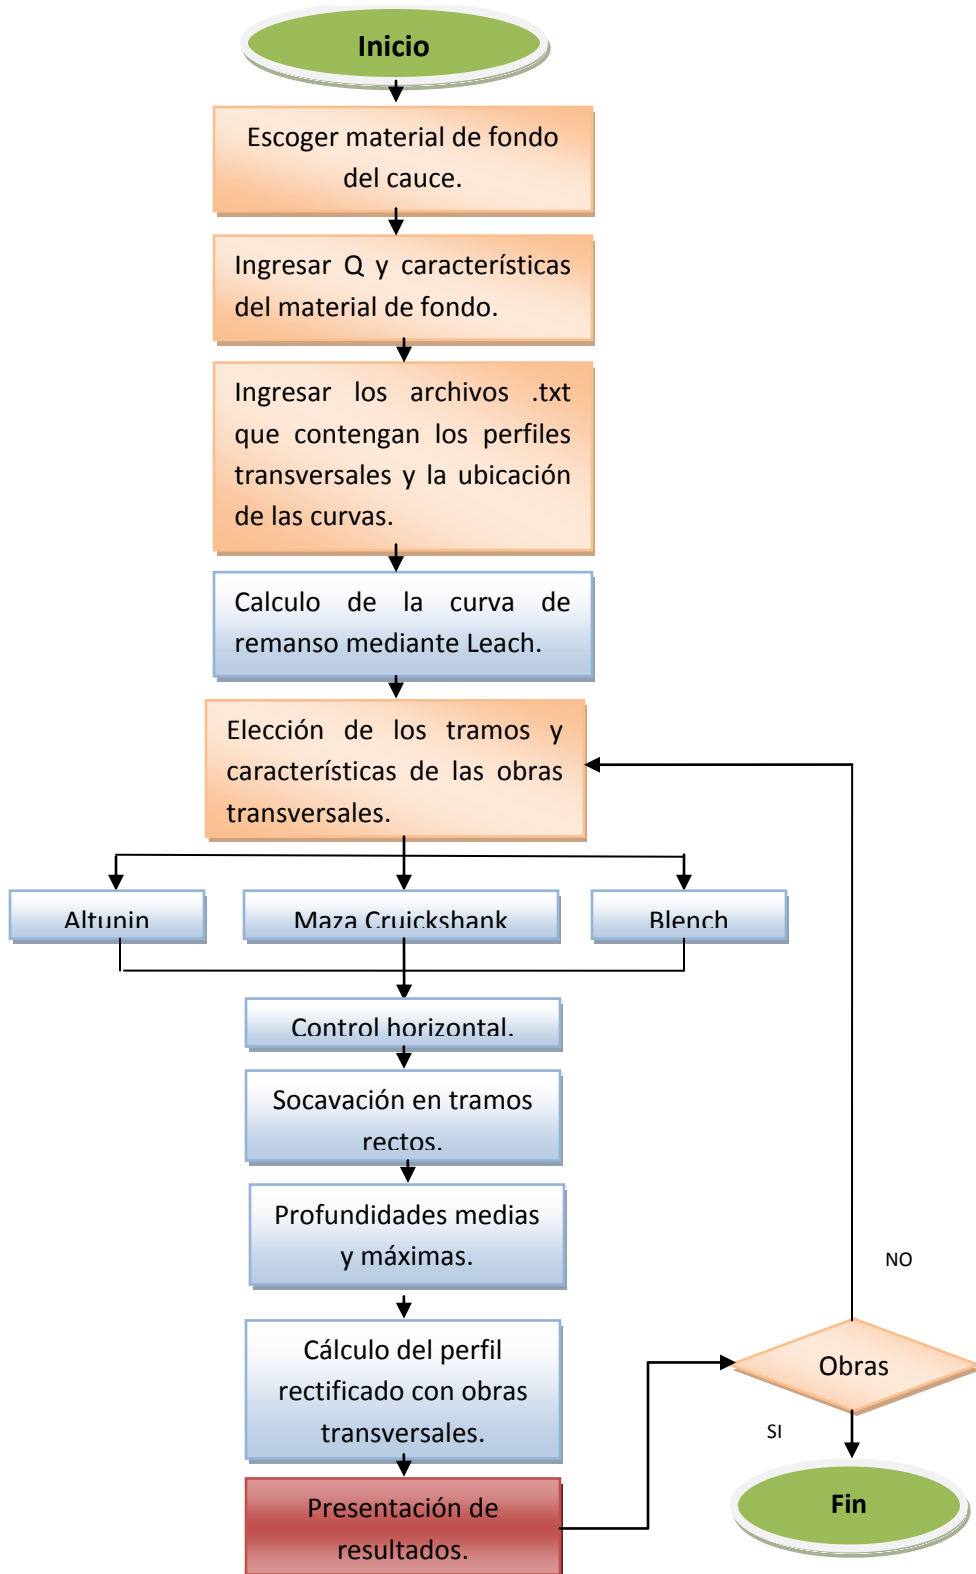 Inicio
Escoger material de fondo
del cauce.
Ingresar Q y características
del material de fondo.
Ingresar los archivos .txt
que contengan los perfiles
transversales y la ubicación
de las curvas.
Calculo de la curva de
remanso mediante Leach.
Elección de los tramos y
características de las obras
transversales.
Altunin
Maza Cruickshank
Blench
Control horizontal.
Socavación en tramos
rectos.
Profundidades medias
y máximas.
Cálculo del perfil
rectificado con obras
transversales.
Presentación de
resultados.
NO
Obras
SI
Fin